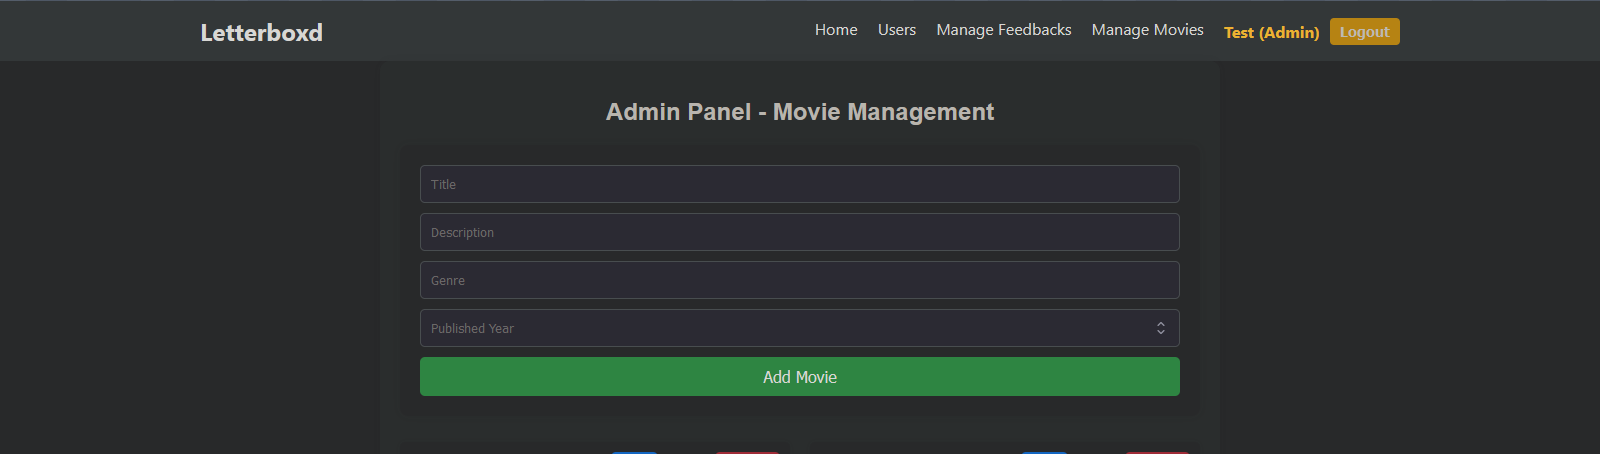 Letterboxd
Home Users Manage Feedbacks Manage Movies Test (Admin) Logout
Admin Panel - Movie Management
Title
Description
Genre
Published Year
Add Movie